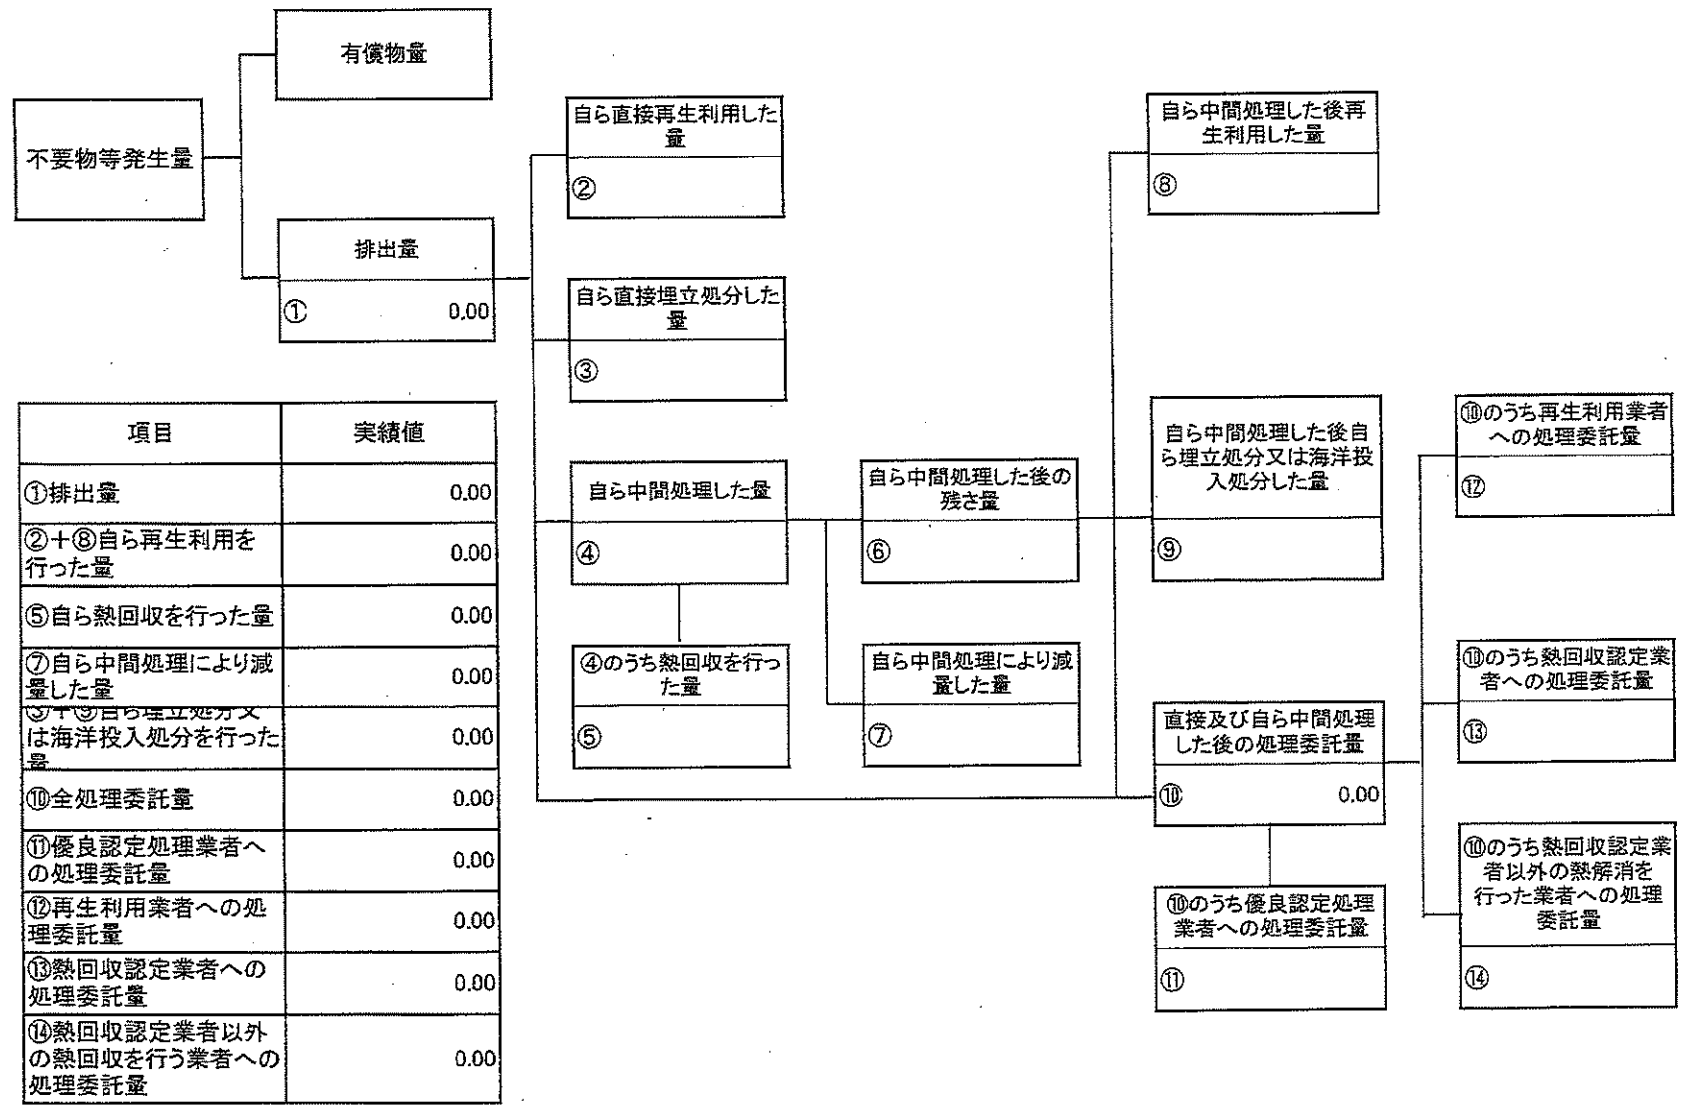 有償物量
不要物等発生量
排出量
① 0.00
自ら直接再生利用した
量
②
自ら直接埋立処分した
量
③
自ら中間処理した量
④
④のうち熱回収を行っ
た量
⑤
自ら中間処理した後の
残さ量
⑥
自ら中間処理により減
量した量
⑦
自ら中間処理した後再
生利用した量
⑧
自ら中間処理した後自
ら埋立処分又は海洋投
入処分した量
⑨
直接及び自ら中間処理
した後の処理委託量
⑩ 0.00
⑩のうち優良認定処理
業者への処理委託量
⑪
⑩のうち再生利用業者
への処理委託量
⑫
⑩のうち熱回収認定業
者への処理委託量
⑬
⑩のうち熱回収認定業
者以外の熱解消を
行った業者への処理
委託量
⑭
項目 実績値
①排出量 0.00
②＋⑧自ら再生利用を
行った量 0.00
⑤自ら熱回収を行った量 0.00
⑦自ら中間処理により減
量した量 0.00
③＋⑨自ら埋立処分又
は海洋投入処分を行った
量 0.00
⑩全処理委託量 0.00
⑪優良認定処理業者へ
の処理委託量 0.00
⑫再生利用業者への処
理委託量 0.00
⑬熱回収認定業者への
処理委託量 0.00
⑭熱回収認定業者以外
の熱回収を行う業者への
処理委託量 0.00